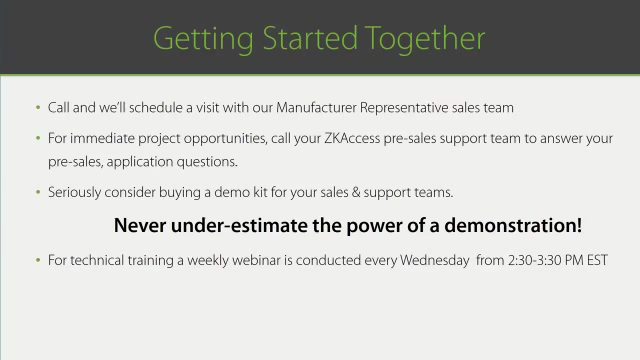 Getting Started Together
• Call and we'll schedule a visit with our Manufacturer Representative sales team
• For immediate project opportunities, call your ZKAccess pre-sales support team to answer your
pre-sales, application questions.
• Seriously consider buying a demo kit for your sales & support teams.
Never under-estimate the power of a demonstration!
• For technical training a weekly webinar is conducted every Wednesday from 2:30-3:30 PM EST